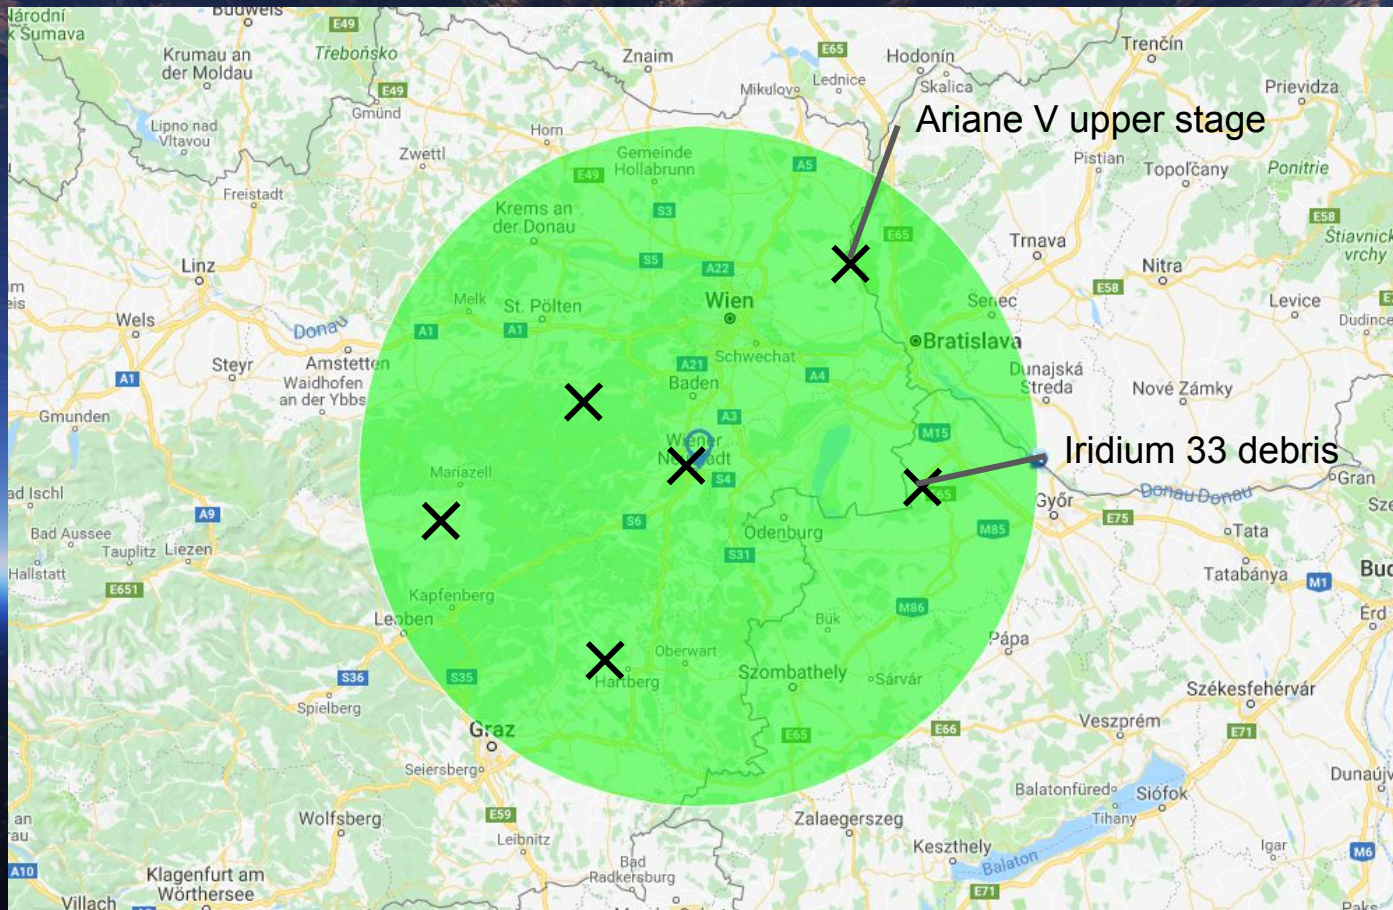 Národní
k Šumava
Budweis
E49
Třeboňsko
Krumau an
der Moldau
E49
Gmünd
Lipno nad
Vltavou
Zwettl
Freistadt
Horn
Znaim
Mikulov
E65
Lednice
Hodonín
Skalica
Trenčín
Prievidza
Ariane V upper stage
Pistian
Topoľčany
Ponitrie
Gemeinde
Hollabrunn
E49
A5
Krems an
der Donau
S3
S5
A22
E65
Trnava
E58
Štiavnick
vrchy
Nitra
Linz
Wels
Melk
St. Pölten
Wien
Senec
E58
Levice
Dudince
Donau
A1
A1
Bratislava
Steyr
Amstetten
Waidhofen
an der Ybbs
A1
A21
Schwechat
Baden
A4
Dunajská
Streda
Nové Zámky
Gmunden
A3
M15
Wiener
Iridium 33 debris
ad Ischl
Mariazell
S4
Győr
Donau Donau
Gran
A9
Bad Aussee
Tauplitz
Liezen
S6
Ödenburg
M85
E75
Tata
Hallstatt
E651
S31
Tatabánya
M1
Kapfenberg
M86
Érd
Leoben
Bük
Pápa
S36
S35
Oberwart
Hartberg
Szombathely
Sárvár
Spielberg
Székesfehérvár
Graz
E65
E66
Veszprém
E71
Seiersberg
Balatonfüred
Siófok
Tihany
Wolfsberg
E59
Leibnitz
Zalaegerszeg
Keszthely
Balaton
Igar
M6
A10
Klagenfurt am
Wörthersee
Bad
Radkersburg
E71
Villach
Paks